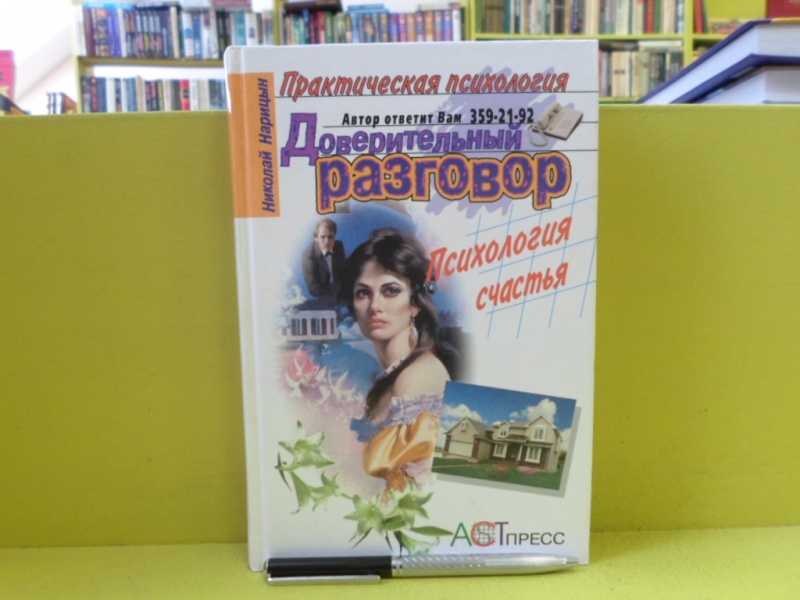 Николай Нарицын
Практическая психология
Автор ответит Вам 359-21-92
Доверительный
разговор
Психология
счастья
АСТ ПРЕСС